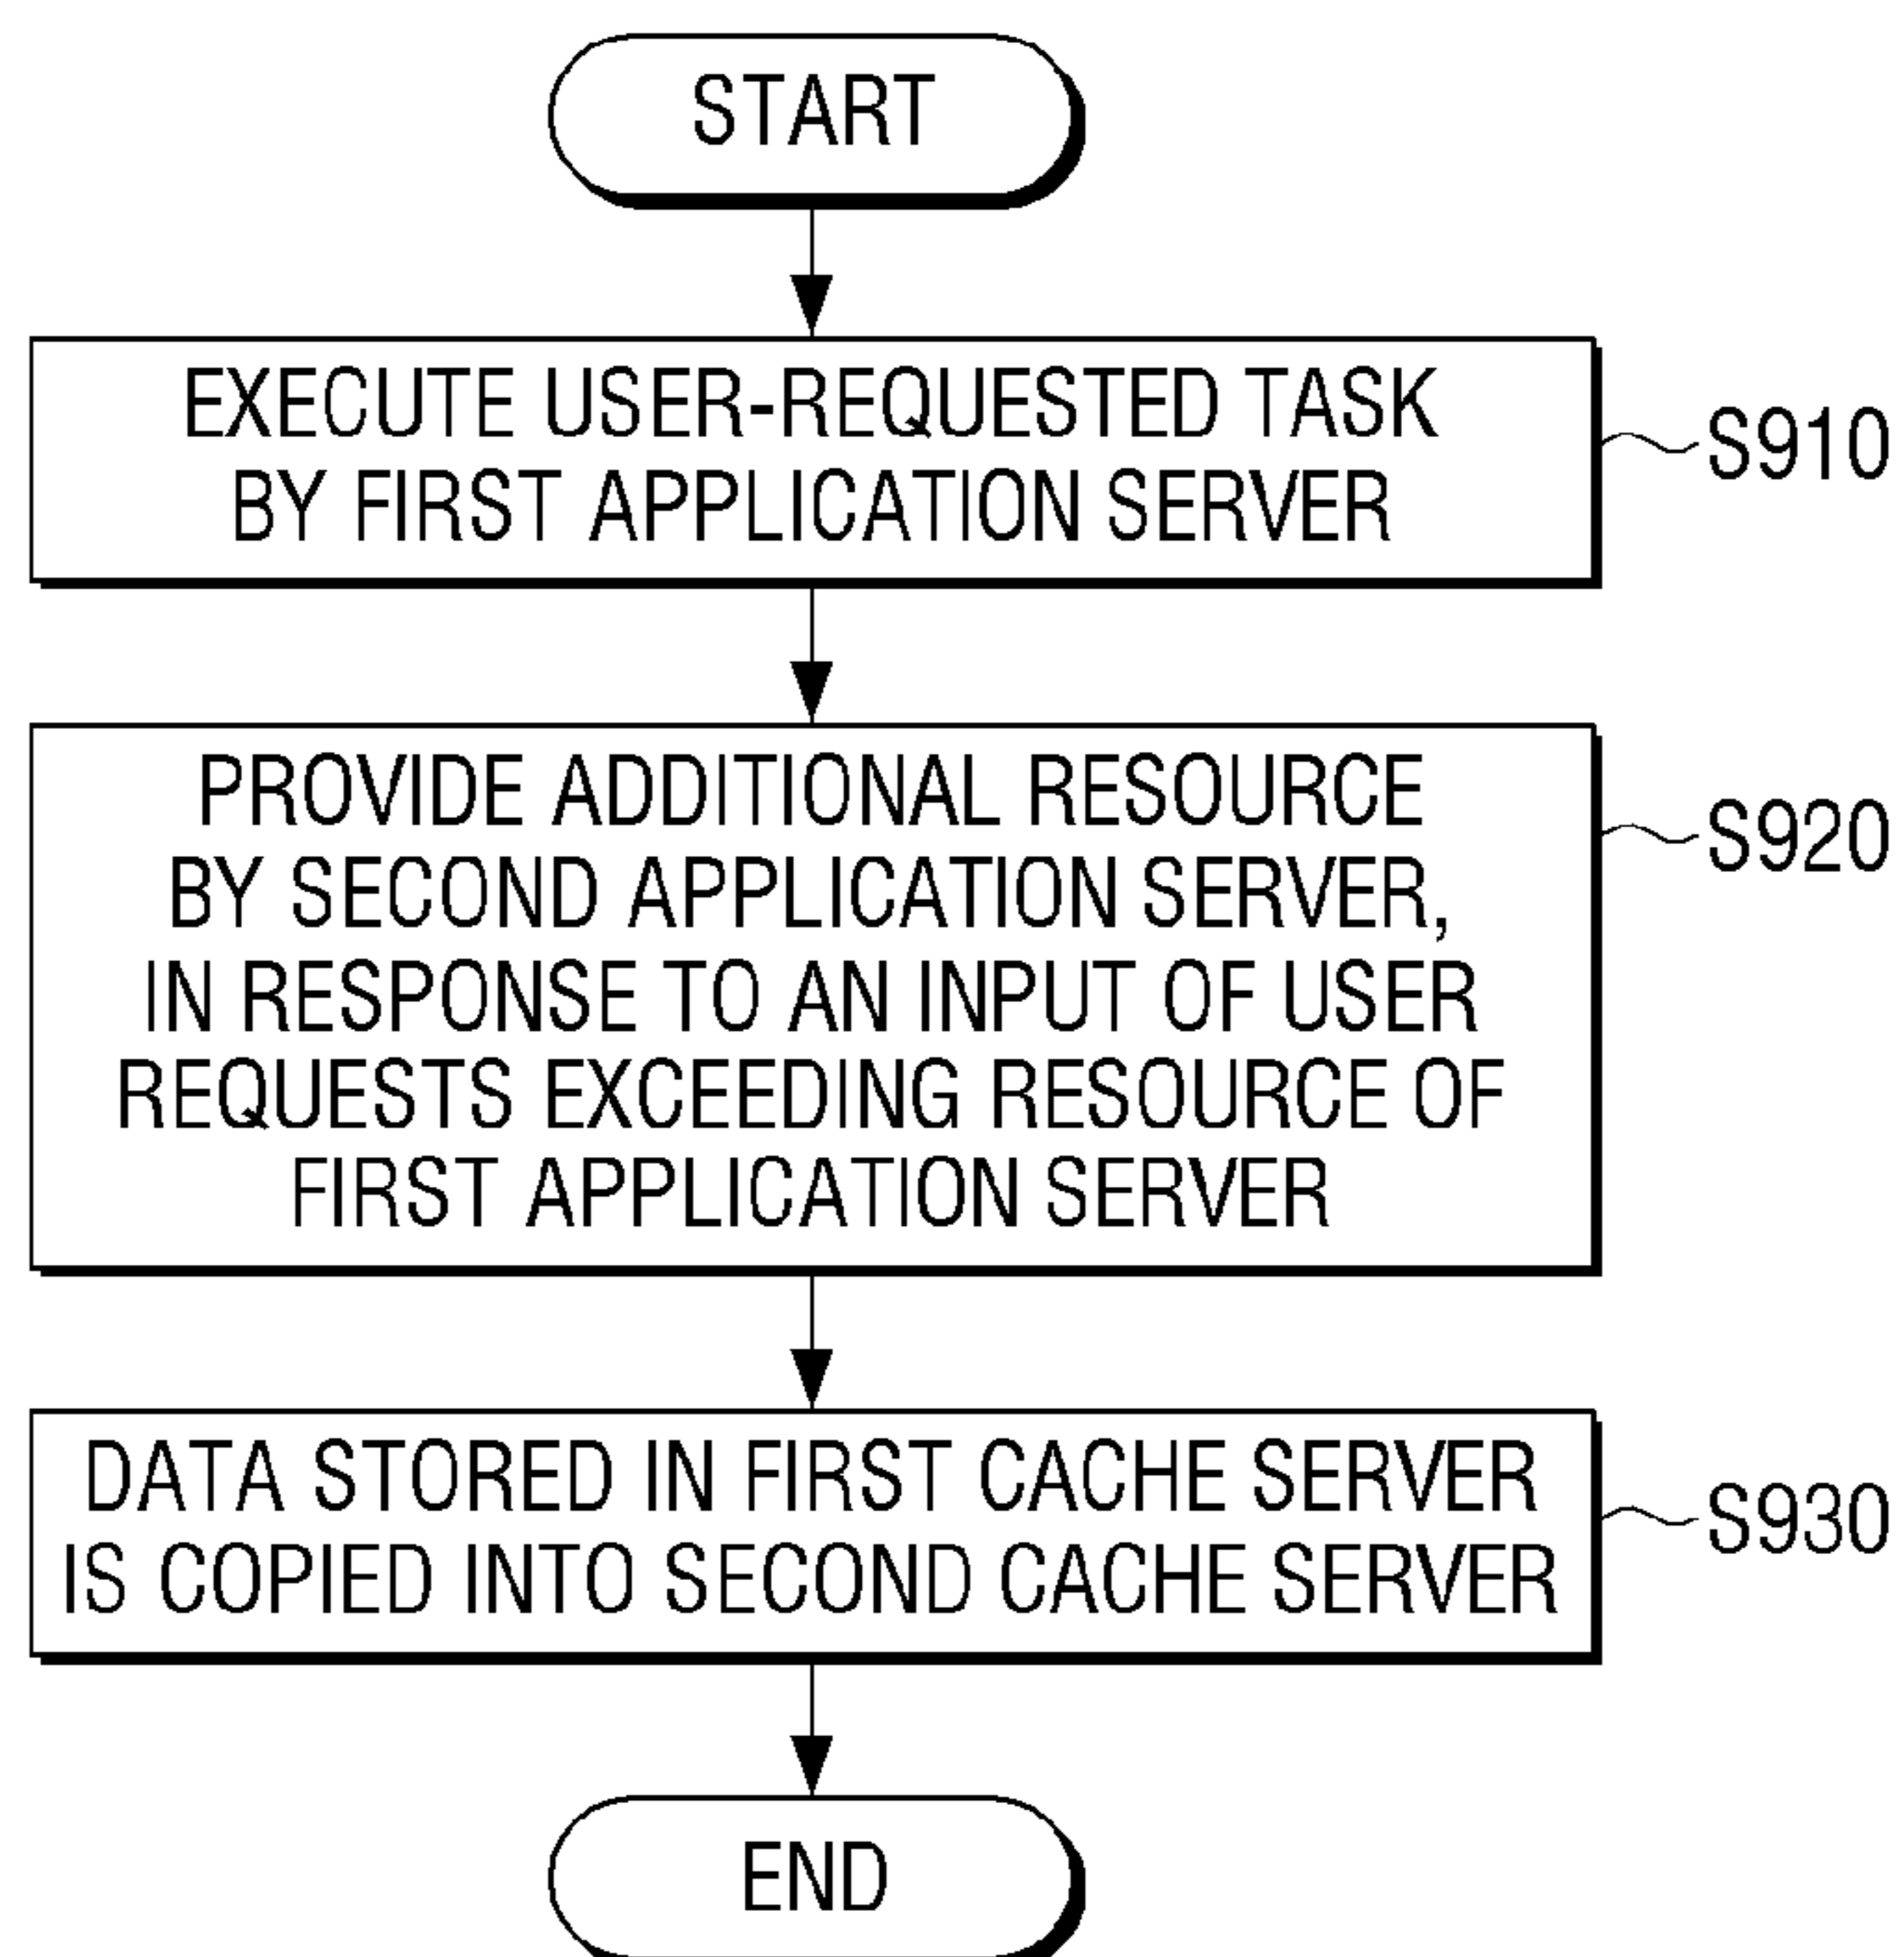 START
EXECUTE USER-REQUESTED TASK
BY FIRST APPLICATION SERVER
S910
PROVIDE ADDITIONAL RESOURCE
BY SECOND APPLICATION SERVER,
IN RESPONSE TO AN INPUT OF USER
REQUESTS EXCEEDING RESOURCE OF
FIRST APPLICATION SERVER
S920
DATA STORED IN FIRST CACHE SERVER
IS COPIED INTO SECOND CACHE SERVER
S930
END